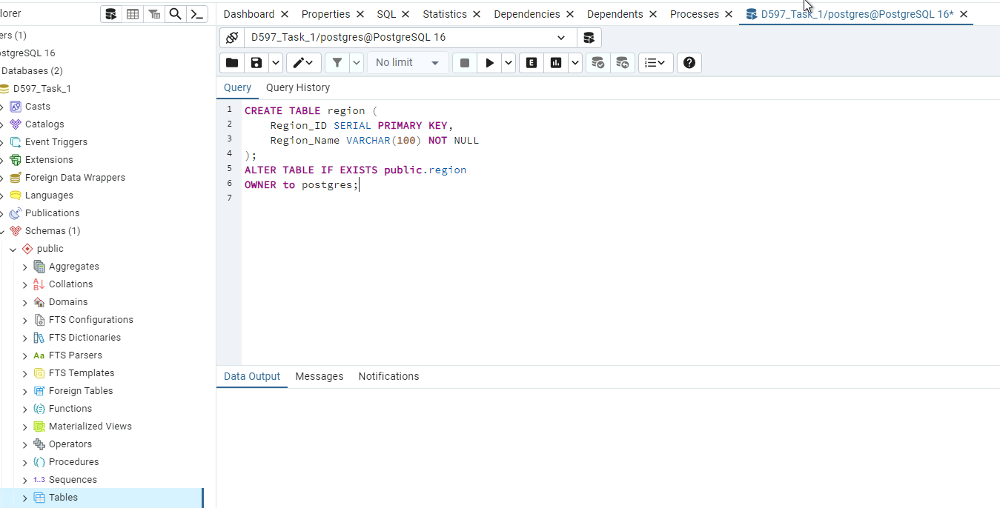 lorer
Dashboard Properties SQL Statistics Dependencies Dependents Processes D597_Task_1/postgres@PostgreSQL 16*
ers (1)
stgreSQL 16
Databases (2)
D597_Task_1
Casts
Catalogs
Event Triggers
Extensions
Foreign Data Wrappers
Languages
Publications
Schemas (1)
public
Aggregates
Collations
Domains
FTS Configurations
FTS Dictionaries
Aa FTS Parsers
FTS Templates
Foreign Tables
Functions
Materialized Views
Operators
Procedures
1..3 Sequences
Tables
D597_Task_1/postgres@PostgreSQL 16
No limit
E
Query Query History
1 CREATE TABLE region (
2 Region_ID SERIAL PRIMARY KEY,
3 Region_Name VARCHAR(100) NOT NULL
4 );
5 ALTER TABLE IF EXISTS public.region
6 OWNER to postgres;
7
Data Output Messages Notifications